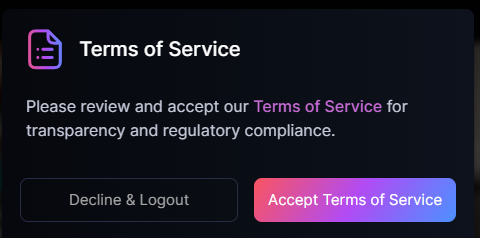 Terms of Service
Please review and accept our Terms of Service for
transparency and regulatory compliance.
Decline & Logout
Accept Terms of Service